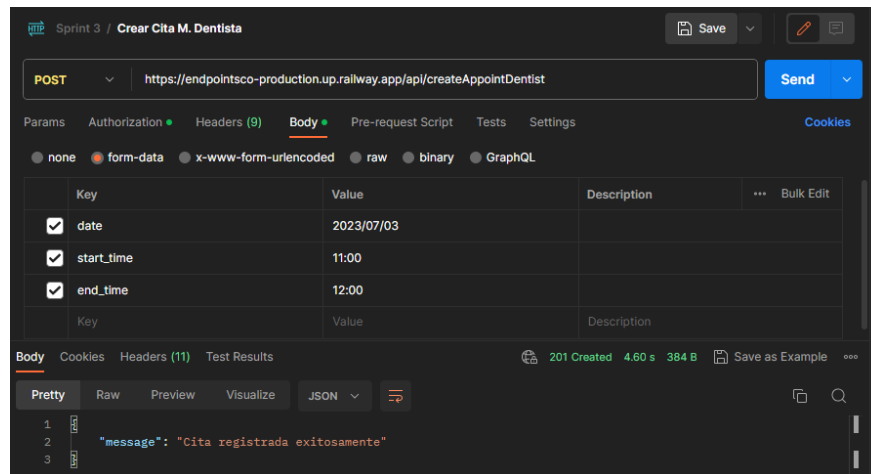 HTTP Sprint 3 / Crear Cita M. Dentista Save
POST https://endpointsco-production.up.railway.app/api/createAppointDentist Send
Params Authorization Headers (9) Body Pre-request Script Tests Settings Cookies
none form-data x-www-form-urlencoded raw binary GraphQL
Key Value Description Bulk Edit
date 2023/07/03
start_time 11:00
end_time 12:00
Key Value Description
Body Cookies Headers (11) Test Results 201 Created 4.60 s 384 B Save as Example
Pretty Raw Preview Visualize JSON
1 {
2 "message": "Cita registrada exitosamente"
3 }